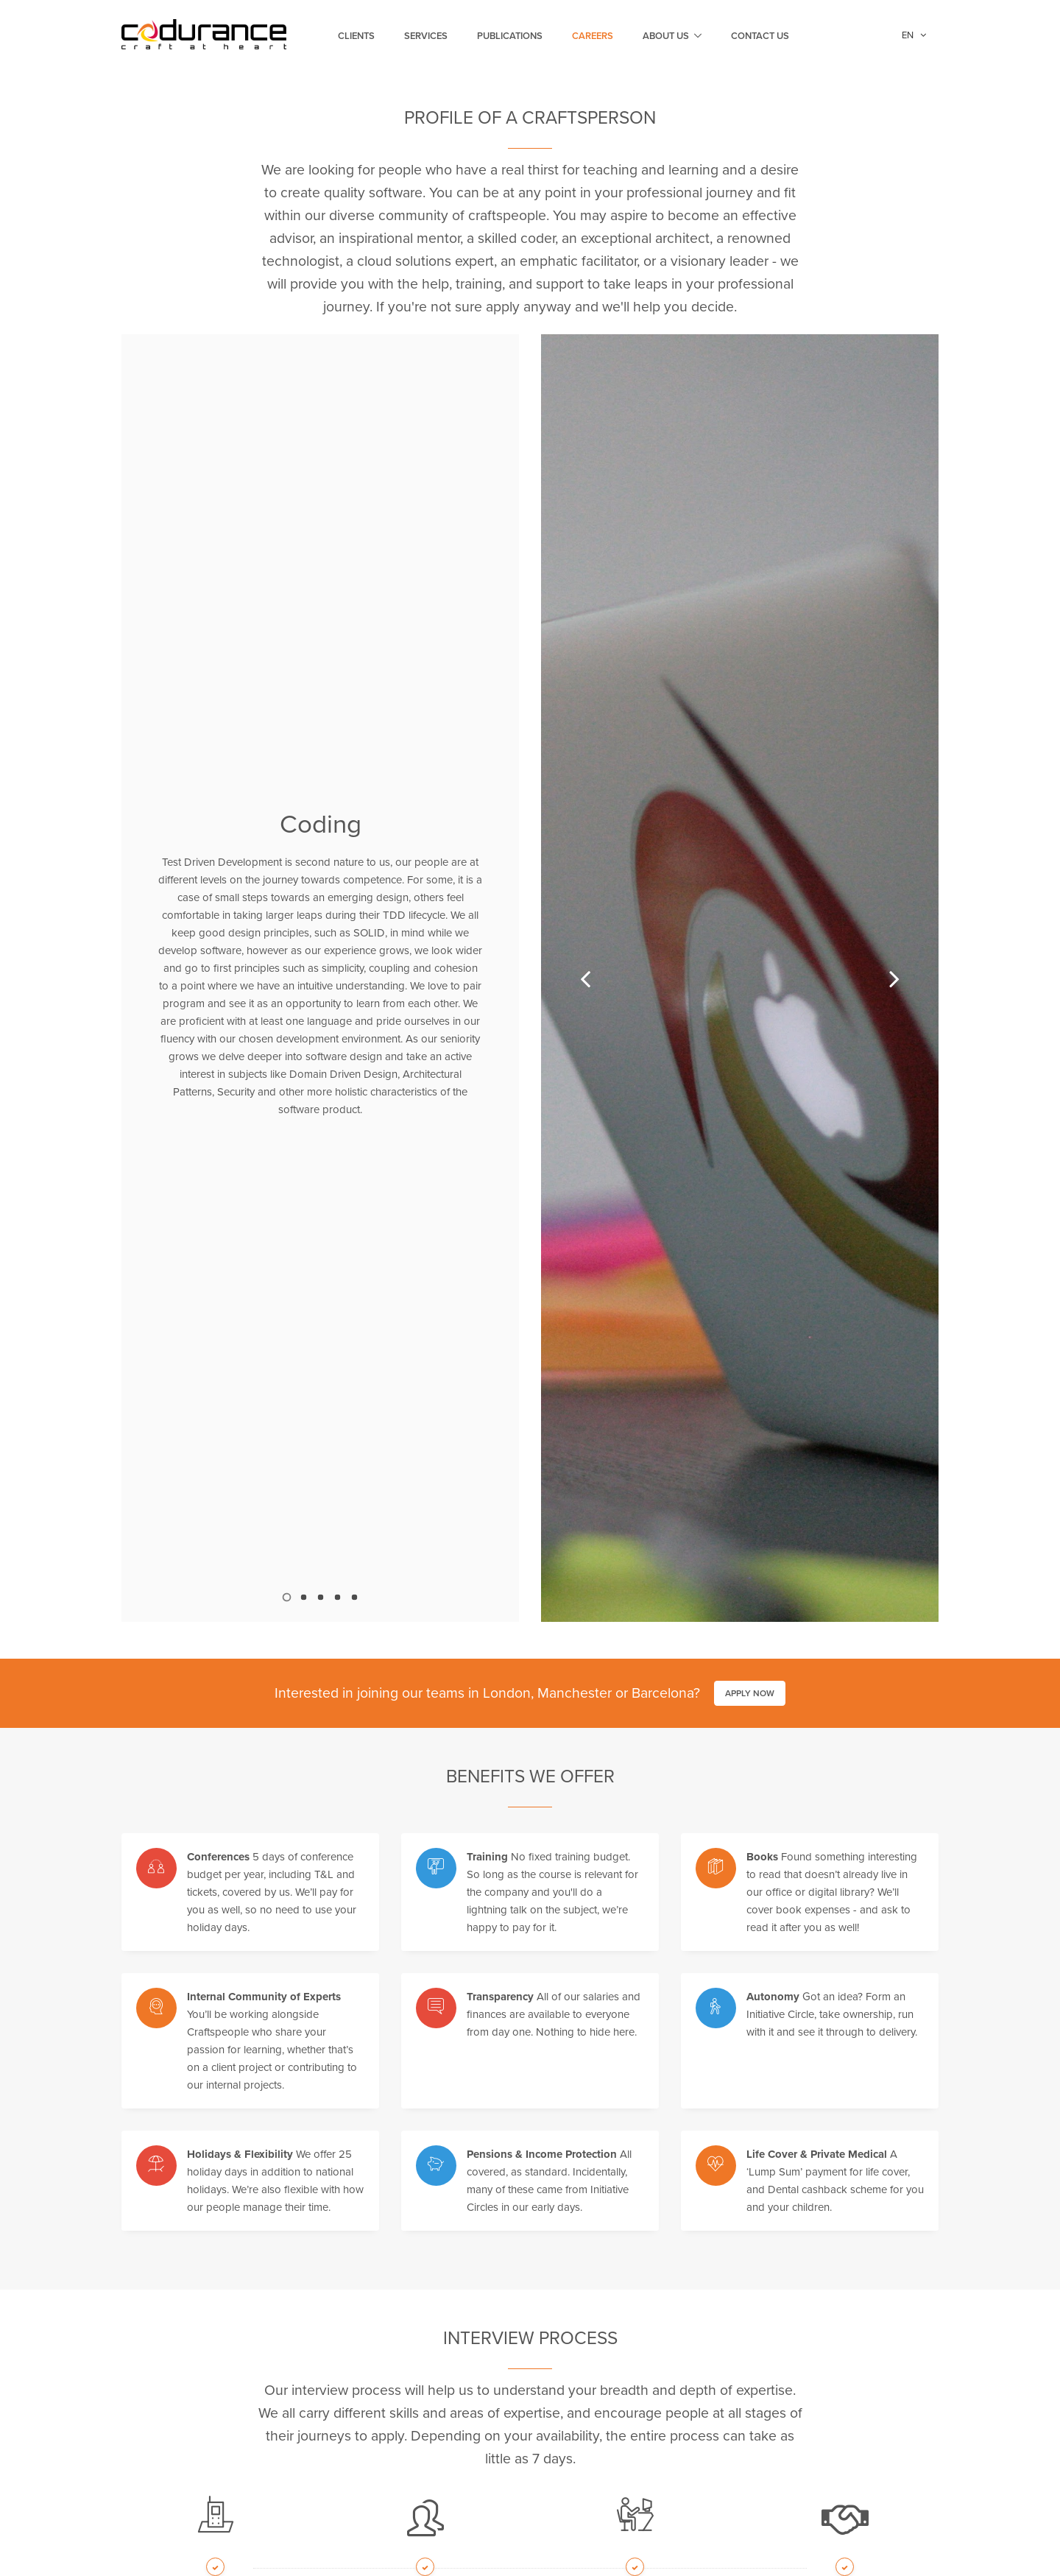 codurance
craft at heart
CLIENTS
SERVICES
PUBLICATIONS
CAREERS
ABOUT US
CONTACT US
EN
PROFILE OF A CRAFTSPERSON
We are looking for people who have a real thirst for teaching and learning and a desire
to create quality software. You can be at any point in your professional journey and fit
within our diverse community of craftspeople. You may aspire to become an effective
advisor, an inspirational mentor, a skilled coder, an exceptional architect, a renowned
technologist, a cloud solutions expert, an emphatic facilitator, or a visionary leader - we
will provide you with the help, training, and support to take leaps in your professional
journey. If you're not sure apply anyway and we'll help you decide.
Coding
Test Driven Development is second nature to us, our people are at
different levels on the journey towards competence. For some, it is a
case of small steps towards an emerging design, others feel
comfortable in taking larger leaps during their TDD lifecycle. We all
keep good design principles, such as SOLID, in mind while we
develop software, however as our experience grows, we look wider
and go to first principles such as simplicity, coupling and cohesion
to a point where we have an intuitive understanding. We love to pair
program and see it as an opportunity to learn from each other. We
are proficient with at least one language and pride ourselves in our
fluency with our chosen development environment. As our seniority
grows we delve deeper into software design and take an active
interest in subjects like Domain Driven Design, Architectural
Patterns, Security and other more holistic characteristics of the
software product.
Interested in joining our teams in London, Manchester or Barcelona?
APPLY NOW
BENEFITS WE OFFER
Conferences 5 days of conference
budget per year, including T&L and
tickets, covered by us. We'll pay for
you as well, so no need to use your
holiday days.
Training No fixed training budget.
So long as the course is relevant for
the company and you'll do a
lightning talk on the subject, we're
happy to pay for it.
Books Found something interesting
to read that doesn't already live in
our office or digital library? We'll
cover book expenses - and ask to
read it after you as well!
Internal Community of Experts
You'll be working alongside
Craftspeople who share your
passion for learning, whether that's
on a client project or contributing to
our internal projects.
Transparency All of our salaries and
finances are available to everyone
from day one. Nothing to hide here.
Autonomy Got an idea? Form an
Initiative Circle, take ownership, run
with it and see it through to delivery.
Holidays & Flexibility We offer 25
holiday days in addition to national
holidays. We're also flexible with how
our people manage their time.
Pensions & Income Protection All
covered, as standard. Incidentally,
many of these came from Initiative
Circles in our early days.
Life Cover & Private Medical A
'Lump Sum' payment for life cover,
and Dental cashback scheme for you
and your children.
INTERVIEW PROCESS
Our interview process will help us to understand your breadth and depth of expertise.
We all carry different skills and areas of expertise, and encourage people at all stages of
their journeys to apply. Depending on your availability, the entire process can take as
little as 7 days.